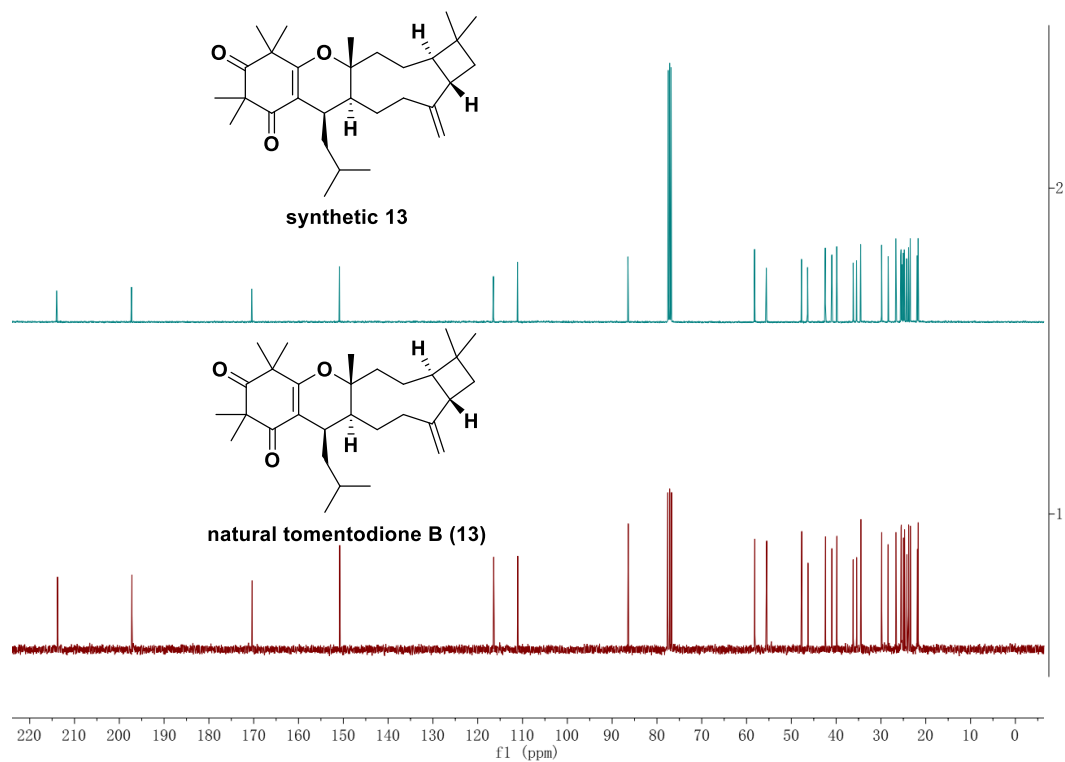 H
O
O
H
H
O
synthetic 13
2
H
O
O
H
H
O
natural tomentodione B (13)
1
220 210 200 190 180 170 160 150 140 130 120 110 100 90 80 70 60 50 40 30 20 10 0
f1 (ppm)